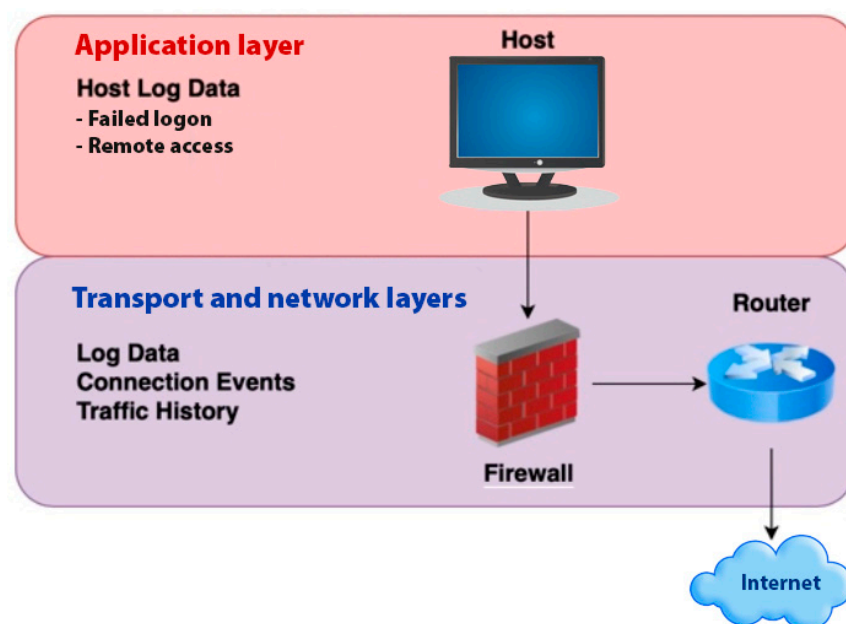 Application layer
Host
Host Log Data
- Failed logon
- Remote access
Transport and network layers
Router
Log Data
Connection Events
Traffic History
Firewall
Internet